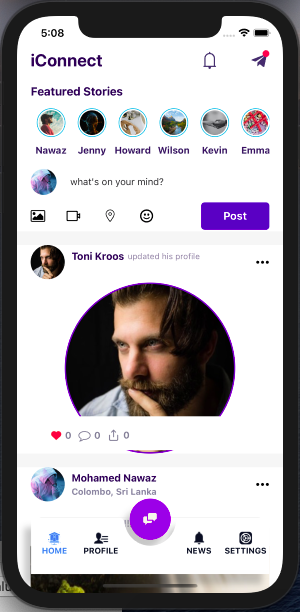 5:08
iConnect
Featured Stories
Nawaz Jenny Howard Wilson Kevin Emma
what's on your mind?
Post
Toni Kroos updated his profile
0 0 0
Mohamed Nawaz
Colombo, Sri Lanka
HOME PROFILE NEWS SETTINGS